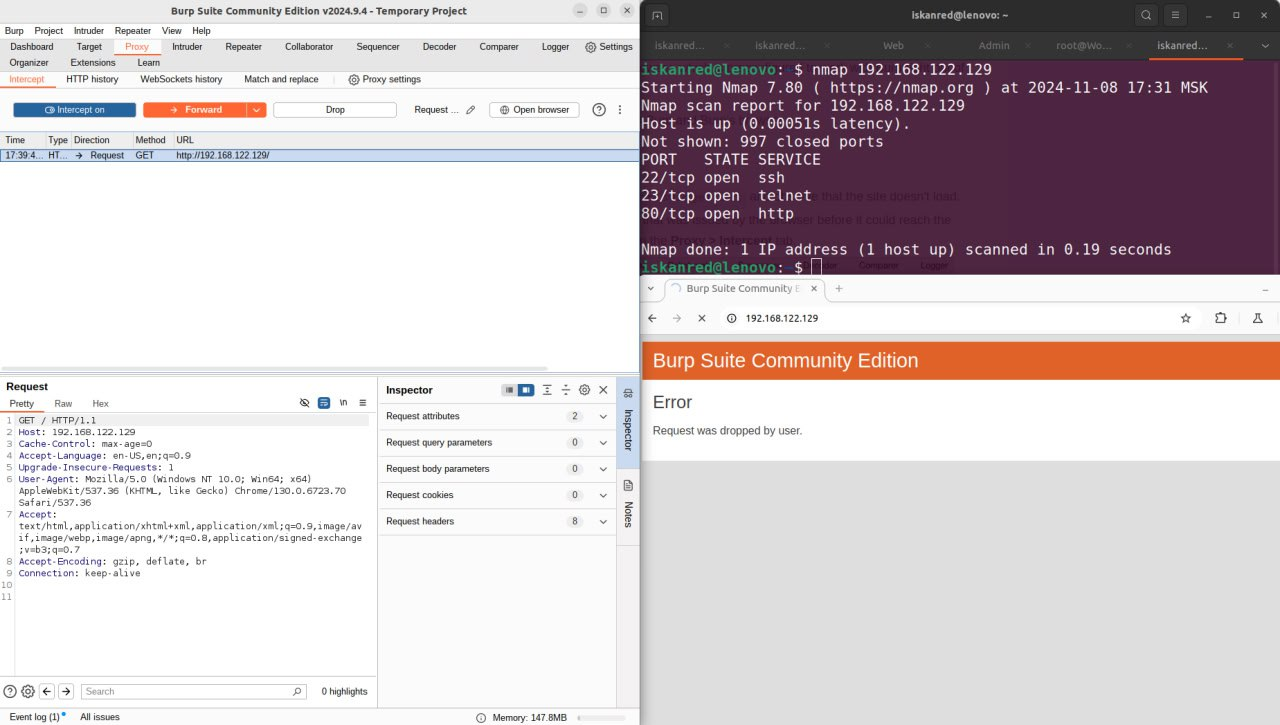 Burp Suite Community Edition v2024.9.4 - Temporary Project
Burp Project Intruder Repeater View Help
Dashboard Target Proxy Intruder Repeater Collaborator Sequencer Decoder Comparer Logger Settings
Organizer Extensions Learn
Intercept HTTP history WebSockets history Match and replace Proxy settings
Intercept on Forward Drop Request ... Open browser
Time Type Direction Method URL
17:39:4... HT... → Request GET http://192.168.122.129/
Request
Pretty Raw Hex
\n
1 GET / HTTP/1.1
2 Host: 192.168.122.129
3 Cache-Control: max-age=0
4 Accept-Language: en-US,en;q=0.9
5 Upgrade-Insecure-Requests: 1
6 User-Agent: Mozilla/5.0 (Windows NT 10.0; Win64; x64)
AppleWebKit/537.36 (KHTML, like Gecko) Chrome/130.0.6723.70
Safari/537.36
7 Accept:
text/html,application/xhtml+xml,application/xml;q=0.9,image/av
if,image/webp,image/apng,*/*;q=0.8,application/signed-exchange
;v=b3;q=0.7
8 Accept-Encoding: gzip, deflate, br
9 Connection: keep-alive
10
11
Search 0 highlights
Inspector
Request attributes 2
Request query parameters 0
Request body parameters 0
Request cookies 0
Request headers 8
Inspector
Notes
Event log (1) All issues Memory: 147.8MB
iskanred@lenovo: ~
iskanred... iskanred... Web Admin root@Wo... iskanred...
iskanred@lenovo: $ nmap 192.168.122.129
Starting Nmap 7.80 ( https://nmap.org ) at 2024-11-08 17:31 MSK
Nmap scan report for 192.168.122.129
Host is up (0.00051s latency).
Not shown: 997 closed ports
PORT STATE SERVICE
22/tcp open ssh
23/tcp open telnet
that the site doesn't load.
80/tcp open http
before it could reach the
Nmap done: 1 IP address (1 host up) scanned in 0.19 seconds
iskanred@lenovo: $
Comparer Logger
Burp Suite Community E
192.168.122.129
Burp Suite Community Edition
Error
Request was dropped by user.